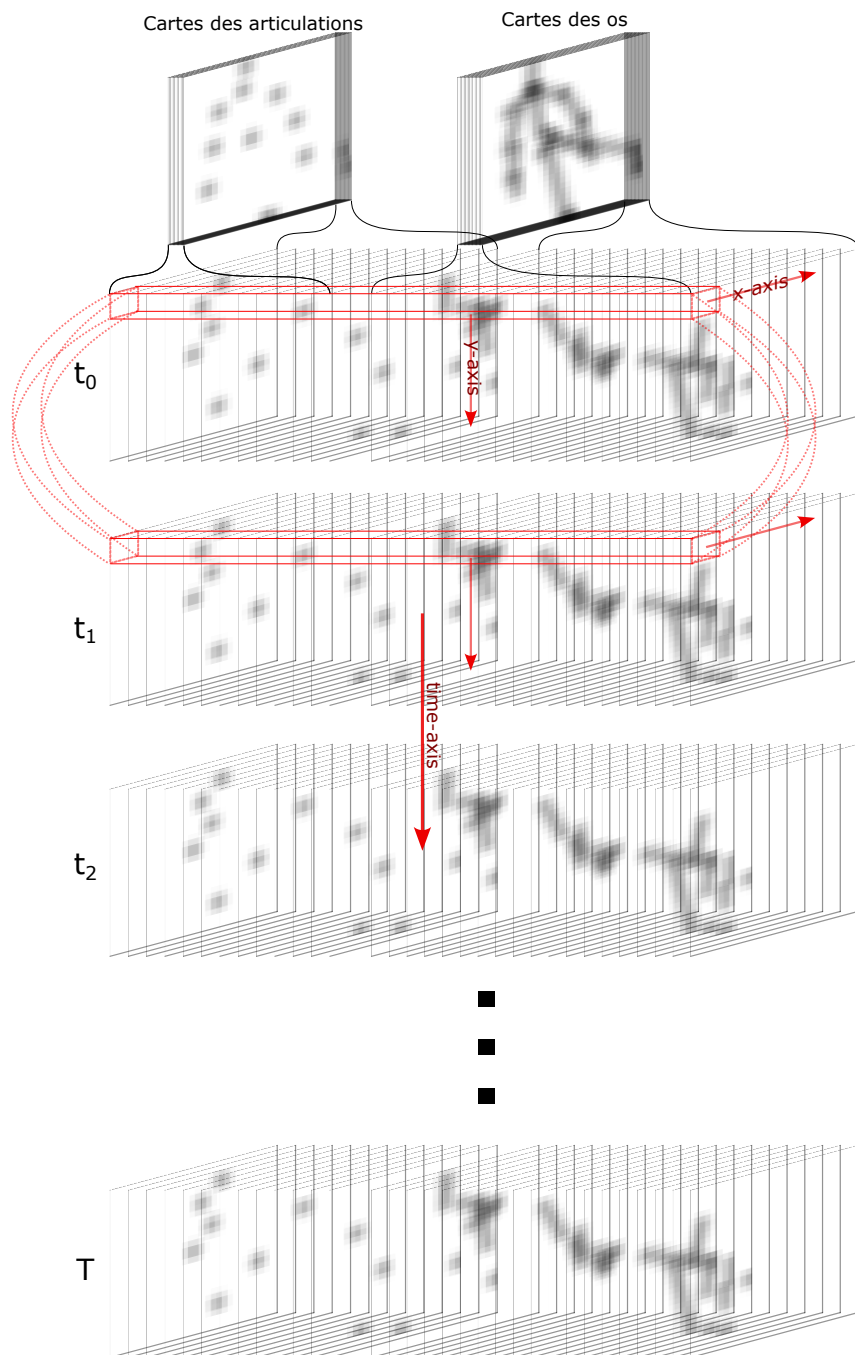 Cartes des articulations
Cartes des os
x-axis
y-axis
t₀
t₁
time-axis
t₂
T